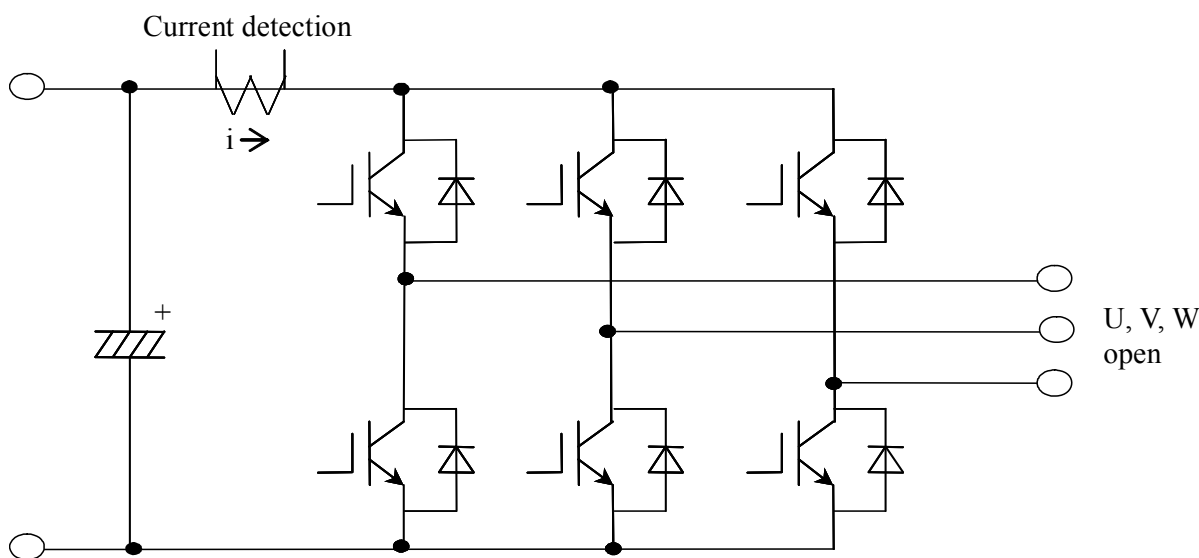 Current detection
i
+
U, V, W
open